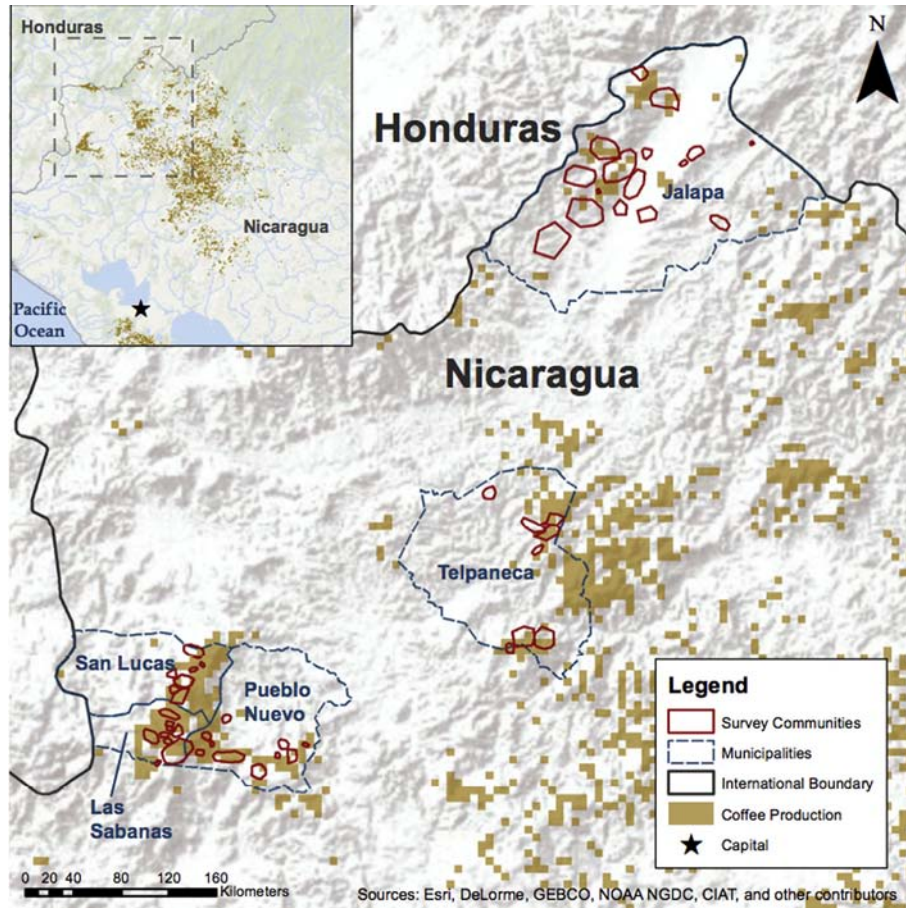 Honduras
Nicaragua
Pacific
Ocean
N
Honduras
Jalapa
Nicaragua
Telpaneca
San Lucas
Pueblo
Nuevo
Las
Sabanas
Legend
Survey Communities
Municipalities
International Boundary
Coffee Production
Capital
0 20 40 80 120 160
Kilometers
Sources: Esri, DeLorme, GEBCO, NOAA NGDC, CIAT, and other contributors